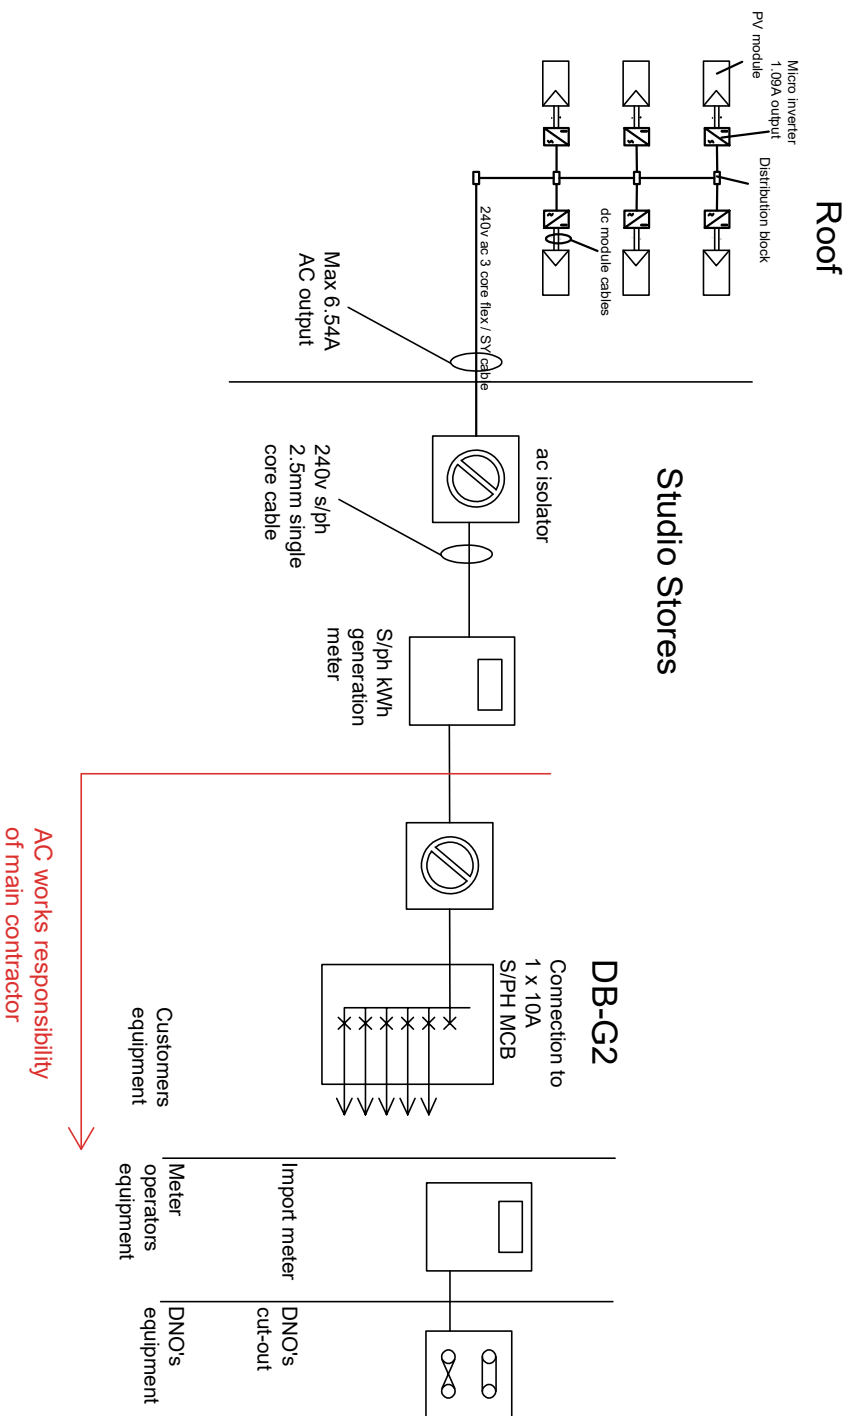 Roof
PV module
Micro inverter
1.09A output
Distribution block
dc module cables
240v ac 3 core flex / SY cable
Max 6.54A
AC output
Studio Stores
ac isolator
240v s/ph
2.5mm single
core cable
S/ph kWh
generation
meter
AC works responsibility
of main contractor
DB-G2
Connection to
1 x 10A
S/PH MCB
Customers
equipment
Import meter
Meter
operators
equipment
DNO's
cut-out
DNO's
equipment